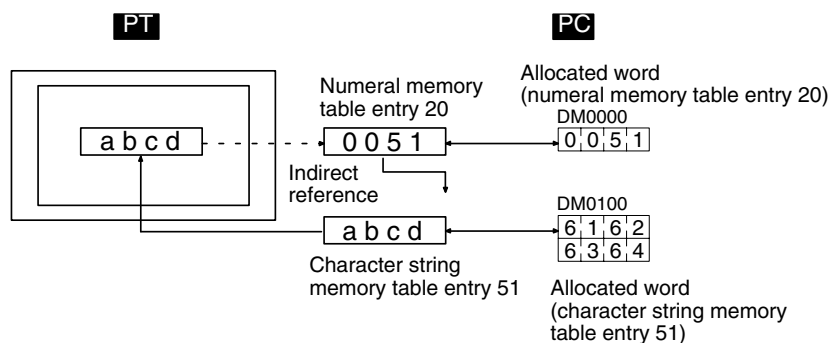 PT
PC
Numeral memory
table entry 20
Allocated word
(numeral memory table entry 20)
DM0000
a b c d
0 0 5 1
0 0 5 1
Indirect
reference
DM0100
a b c d
6 1 6 2
6 3 6 4
Character string
memory table entry 51
Allocated word
(character string memory
table entry 51)